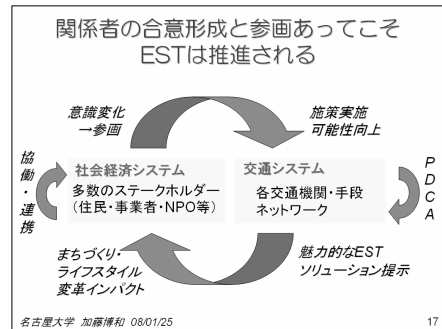 関係者の合意形成と参画あってこそ
ESTは推進される
意識変化
→参画
施策実施
可能性向上
協働・連携
社会経済システム
多数のステークホルダー
（住民・事業者・NPO等）
交通システム
各交通機関・手段
ネットワーク
PDCA
まちづくり・
ライフスタイル
変革インパクト
魅力的なEST
ソリューション提示
名古屋大学 加藤博和 08/01/25
17